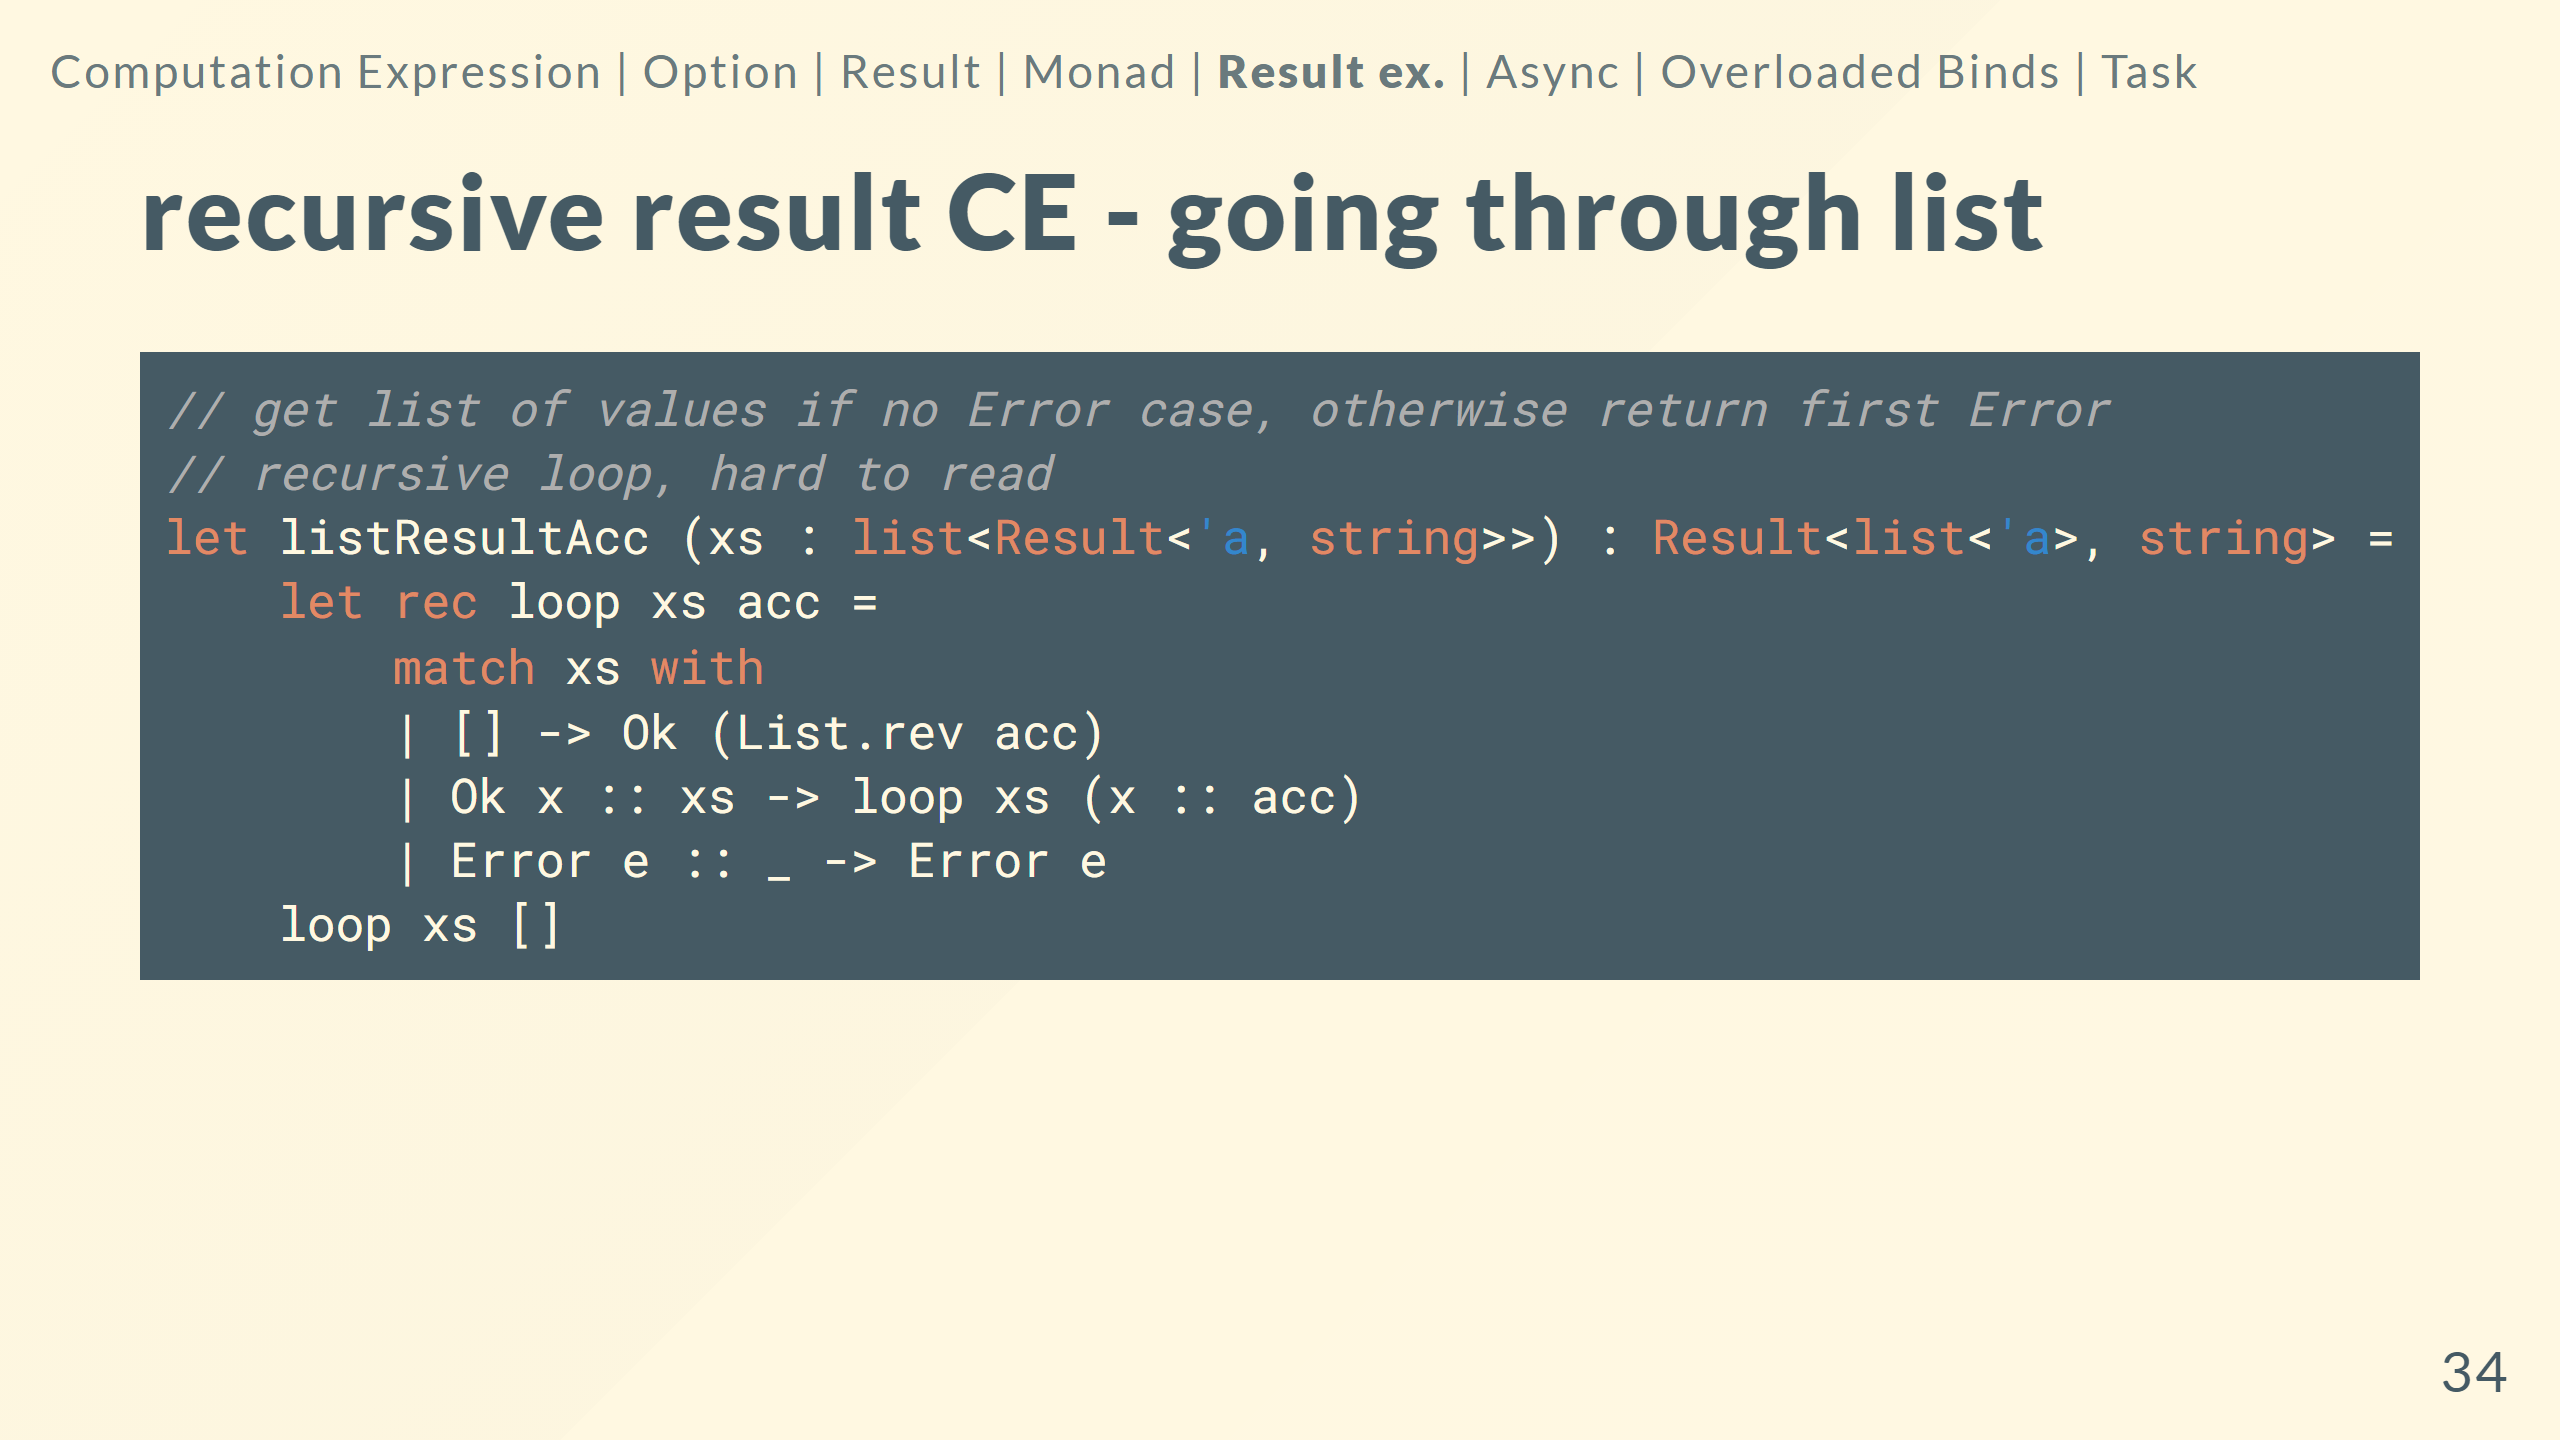 Computation Expression | Option | Result | Monad | Result ex. | Async | Overloaded Binds | Task
recursive result CE - going through list
// get list of values if no Error case, otherwise return first Error
// recursive loop, hard to read
let listResultAcc (xs : list<Result<'a, string>>) : Result<list<'a>, string> =
    let rec loop xs acc =
        match xs with
        | [] -> Ok (List.rev acc)
        | Ok x :: xs -> loop xs (x :: acc)
        | Error e :: _ -> Error e
    loop xs []
34